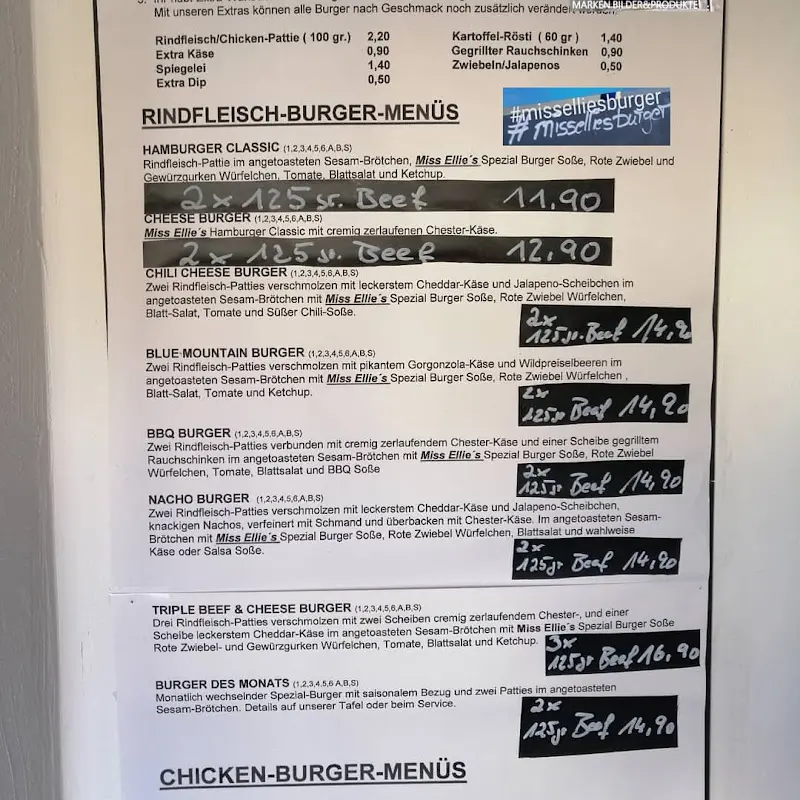 Mit unseren Extras können alle Burger nach Geschmack noch zusätzlich verändert werden.
MARKEN.BILDER&PRODUKTE
Rindfleisch/Chicken-Pattie ( 100 gr.) 2,20 Kartoffel-Rösti ( 60 gr ) 1,40
Extra Käse 0,90 Gegrillter Rauchschinken 0,90
Spiegelei 1,40 Zwiebeln/Jalapenos 0,50
Extra Dip 0,50
RINDFLEISCH-BURGER-MENÜS
#misselliesburger
# misselliesburger
HAMBURGER CLASSIC (1,2,3,4,5,6,A,B,S)
Rindfleisch-Pattie im angetoasteten Sesam-Brötchen, Miss Ellie´s Spezial Burger Soße, Rote Zwiebel und
Gewürzgurken Würfelchen, Tomate, Blattsalat und Ketchup.
2x 125 gr. Beef 11,90
CHEESE BURGER (1,2,3,4,5,6,A,B,S)
Miss Ellie´s Hamburger Classic mit cremig zerlaufenen Chester-Käse.
2x 125 gr. Beef 12,90
CHILI CHEESE BURGER (1,2,3,4,5,6,A,B,S)
Zwei Rindfleisch-Patties verschmolzen mit leckerstem Cheddar-Käse und Jalapeno-Scheibchen im
angetoasteten Sesam-Brötchen mit Miss Ellie´s Spezial Burger Soße, Rote Zwiebel Würfelchen,
Blatt-Salat, Tomate und Süßer Chili-Soße.
2x
125 gr. Beef 14,90
BLUE MOUNTAIN BURGER (1,2,3,4,5,6,A,B,S)
Zwei Rindfleisch-Patties verschmolzen mit pikantem Gorgonzola-Käse und Wildpreiselbeeren im
angetoasteten Sesam-Brötchen mit Miss Ellie´s Spezial Burger Soße, Rote Zwiebel Würfelchen ,
Blatt-Salat, Tomate und Ketchup.
2x
125gr Beef 14,90
BBQ BURGER (1,2,3,4,5,6,A,B,S)
Zwei Rindfleisch-Patties verbunden mit cremig zerlaufendem Chester-Käse und einer Scheibe gegrilltem
Rauchschinken im angetoasteten Sesam-Brötchen mit Miss Ellie´s Spezial Burger Soße, Rote Zwiebel
Würfelchen, Tomate, Blattsalat und BBQ Soße
2x
125gr Beef 14,90
NACHO BURGER (1,2,3,4,5,6,A,B,S)
Zwei Rindfleisch-Patties verschmolzen mit leckerstem Cheddar-Käse und Jalapeno-Scheibchen,
knackigen Nachos, verfeinert mit Schmand und überbacken mit Chester-Käse. Im angetoasteten Sesam-
Brötchen mit Miss Ellie´s Spezial Burger Soße, Rote Zwiebel Würfelchen, Blattsalat und wahlweise
Käse oder Salsa Soße.
2x
125gr Beef 14,90
TRIPLE BEEF & CHEESE BURGER (1,2,3,4,5,6,A,B,S)
Drei Rindfleisch-Patties verschmolzen mit zwei Scheiben cremig zerlaufendem Chester-, und einer
Scheibe leckerstem Cheddar-Käse im angetoasteten Sesam-Brötchen mit Miss Ellie´s Spezial Burger Soße
Rote Zwiebel- und Gewürzgurken Würfelchen, Tomate, Blattsalat und Ketchup.
3x
125gr Beef 16,90
BURGER DES MONATS (1,2,3,4,5,6 A,B,S)
Monatlich wechselnder Spezial-Burger mit saisonalem Bezug und zwei Patties im angetoasteten
Sesam-Brötchen. Details auf unserer Tafel oder beim Service.
2x
125gr Beef 14,90
CHICKEN-BURGER-MENÜS